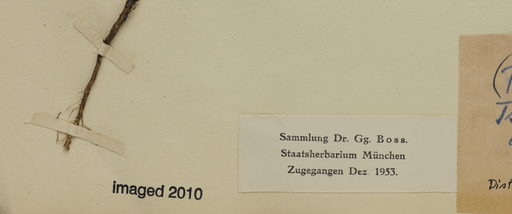 Sammlung Dr. Gg. Boss.
Staatsherbarium München
Zugegangen Dez. 1953.
imaged 2010